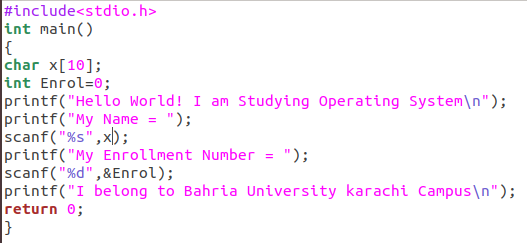 #include<stdio.h>
int main()
{
char x[10];
int Enrol=0;
printf("Hello World! I am Studying Operating System\n");
printf("My Name = ");
scanf("%s",x);
printf("My Enrollment Number = ");
scanf("%d",&Enrol);
printf("I belong to Bahria University karachi Campus\n");
return 0;
}